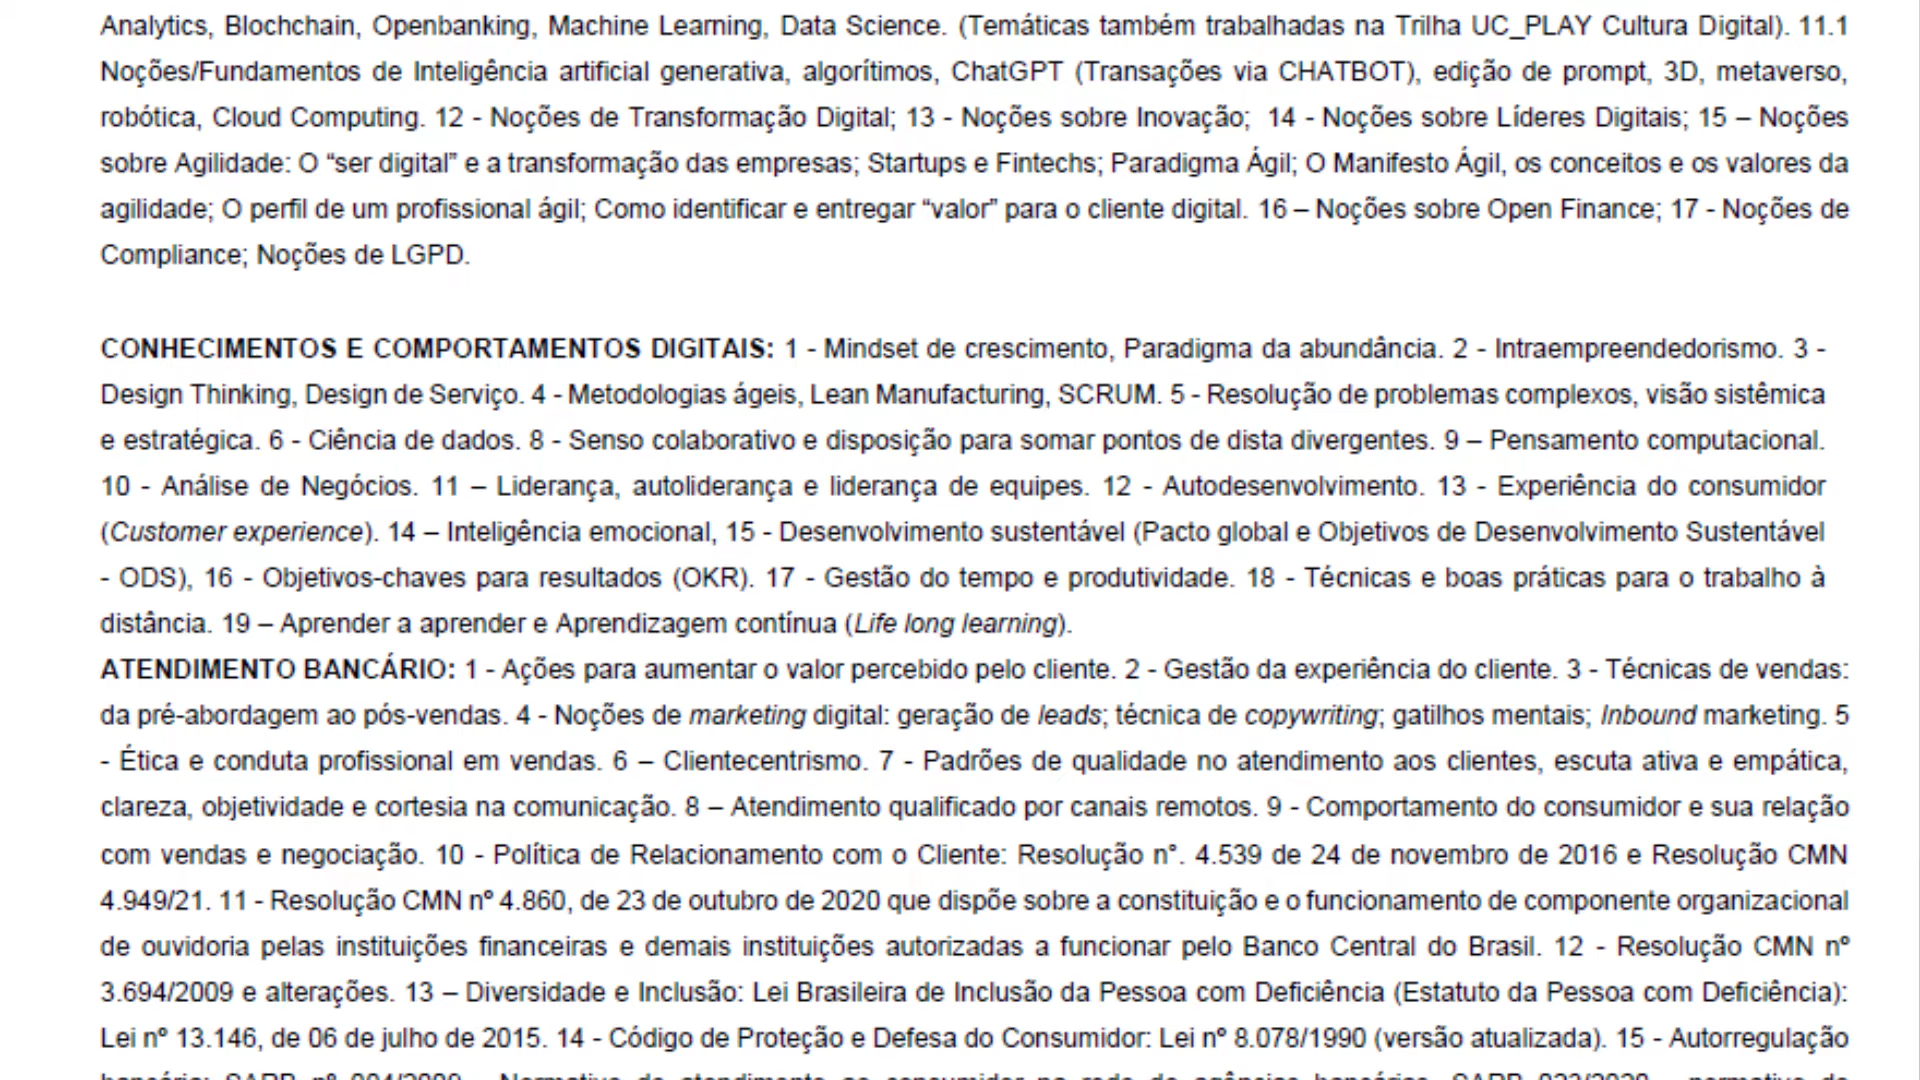 Analytics, Blochchain, Openbanking, Machine Learning, Data Science. (Temáticas também trabalhadas na Trilha UC_PLAY Cultura Digital). 11.1
Noções/Fundamentos de Inteligência artificial generativa, algorítimos, ChatGPT (Transações via CHATBOT), edição de prompt, 3D, metaverso,
robótica, Cloud Computing. 12 - Noções de Transformação Digital; 13 - Noções sobre Inovação; 14 - Noções sobre Líderes Digitais; 15 – Noções
sobre Agilidade: O “ser digital” e a transformação das empresas; Startups e Fintechs; Paradigma Ágil; O Manifesto Ágil, os conceitos e os valores da
agilidade; O perfil de um profissional ágil; Como identificar e entregar “valor” para o cliente digital. 16 – Noções sobre Open Finance; 17 - Noções de
Compliance; Noções de LGPD.
CONHECIMENTOS E COMPORTAMENTOS DIGITAIS: 1 - Mindset de crescimento, Paradigma da abundância. 2 - Intraempreendedorismo. 3 -
Design Thinking, Design de Serviço. 4 - Metodologias ágeis, Lean Manufacturing, SCRUM. 5 - Resolução de problemas complexos, visão sistêmica
e estratégica. 6 - Ciência de dados. 8 - Senso colaborativo e disposição para somar pontos de dista divergentes. 9 – Pensamento computacional.
10 - Análise de Negócios. 11 – Liderança, autoliderança e liderança de equipes. 12 - Autodesenvolvimento. 13 - Experiência do consumidor
(Customer experience). 14 – Inteligência emocional, 15 - Desenvolvimento sustentável (Pacto global e Objetivos de Desenvolvimento Sustentável
- ODS), 16 - Objetivos-chaves para resultados (OKR). 17 - Gestão do tempo e produtividade. 18 - Técnicas e boas práticas para o trabalho à
distância. 19 – Aprender a aprender e Aprendizagem contínua (Life long learning).
ATENDIMENTO BANCÁRIO: 1 - Ações para aumentar o valor percebido pelo cliente. 2 - Gestão da experiência do cliente. 3 - Técnicas de vendas:
da pré-abordagem ao pós-vendas. 4 - Noções de marketing digital: geração de leads; técnica de copywriting; gatilhos mentais; Inbound marketing. 5
- Ética e conduta profissional em vendas. 6 – Clientecentrismo. 7 - Padrões de qualidade no atendimento aos clientes, escuta ativa e empática,
clareza, objetividade e cortesia na comunicação. 8 – Atendimento qualificado por canais remotos. 9 - Comportamento do consumidor e sua relação
com vendas e negociação. 10 - Política de Relacionamento com o Cliente: Resolução n°. 4.539 de 24 de novembro de 2016 e Resolução CMN
4.949/21. 11 - Resolução CMN nº 4.860, de 23 de outubro de 2020 que dispõe sobre a constituição e o funcionamento de componente organizacional
de ouvidoria pelas instituições financeiras e demais instituições autorizadas a funcionar pelo Banco Central do Brasil. 12 - Resolução CMN nº
3.694/2009 e alterações. 13 – Diversidade e Inclusão: Lei Brasileira de Inclusão da Pessoa com Deficiência (Estatuto da Pessoa com Deficiência):
Lei nº 13.146, de 06 de julho de 2015. 14 - Código de Proteção e Defesa do Consumidor: Lei nº 8.078/1990 (versão atualizada). 15 - Autorregulação